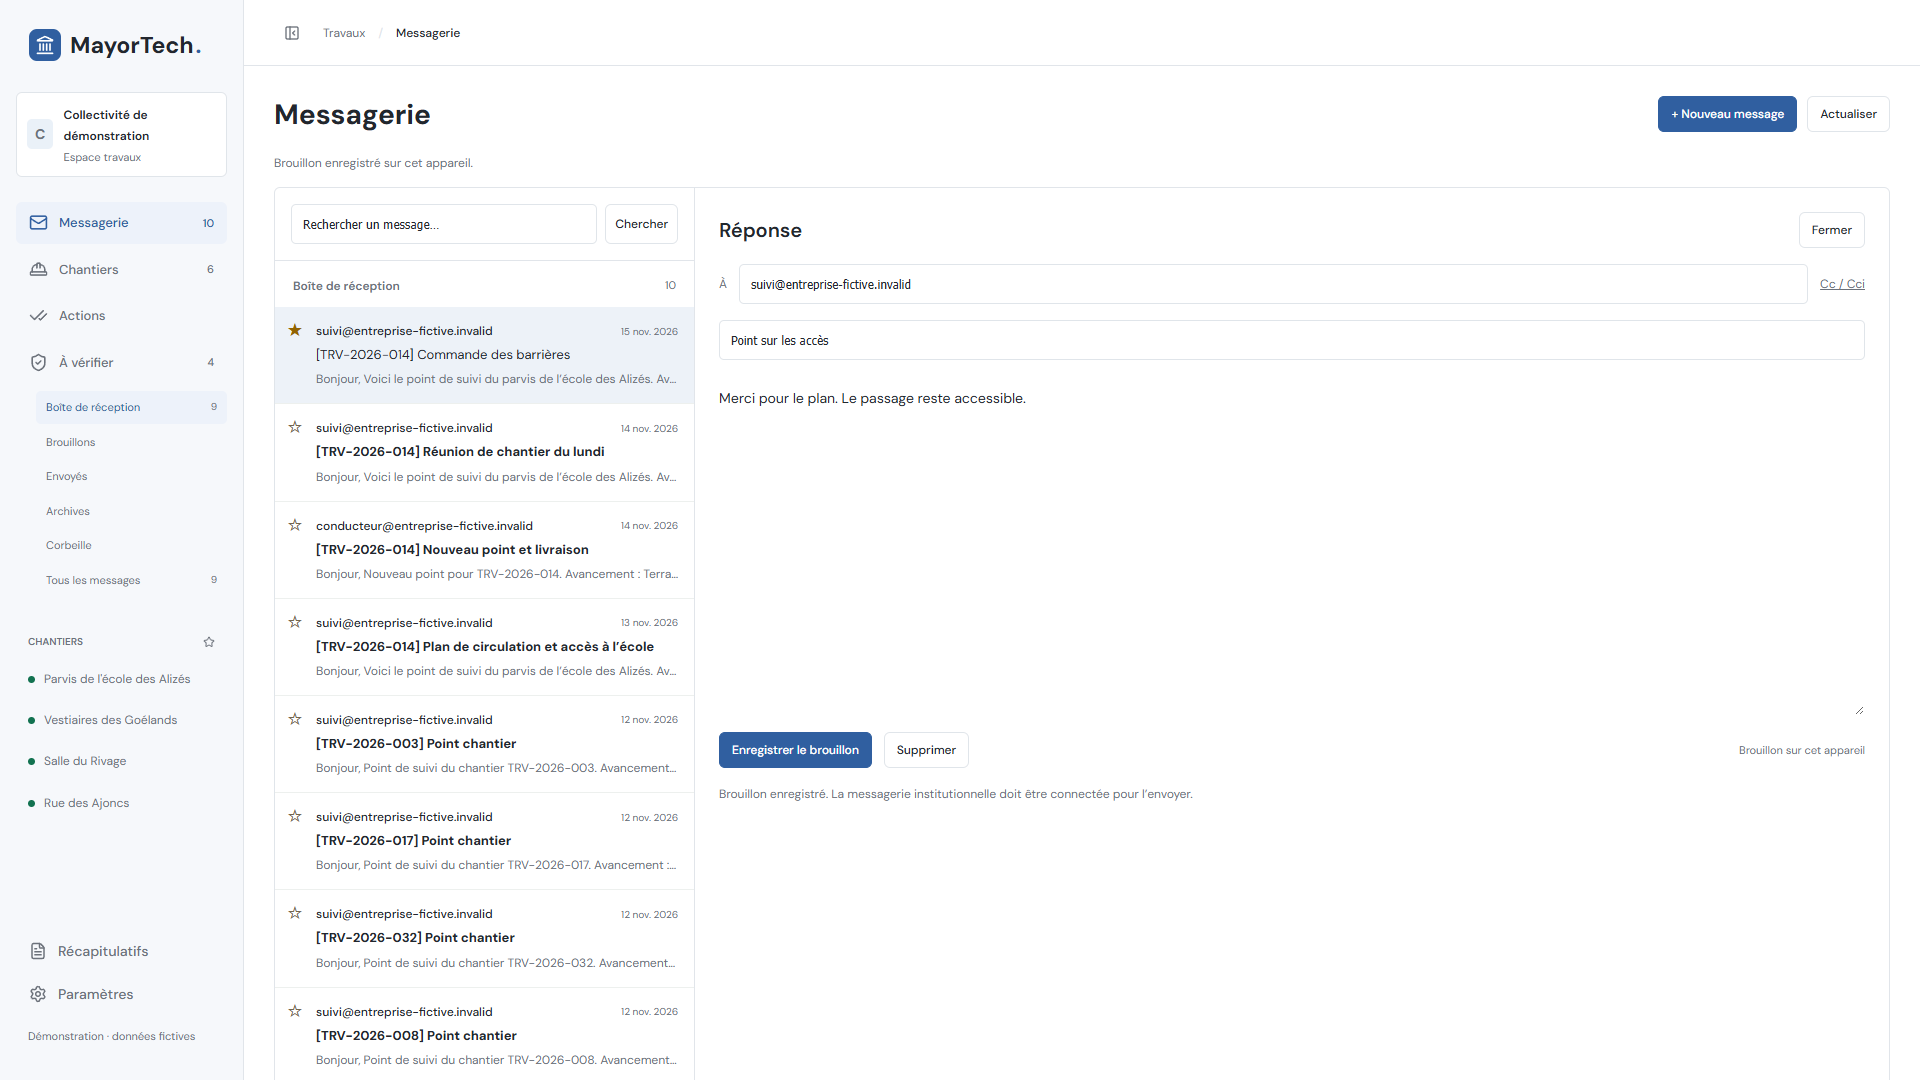 MayorTech.
Collectivité de
démonstration
C
Espace travaux
Messagerie 10
Chantiers 6
Actions
À vérifier 4
Boîte de réception 9
Brouillons
Envoyés
Archives
Corbeille
Tous les messages 9
CHANTIERS
Parvis de l'école des Alizés
Vestiaires des Goélands
Salle du Rivage
Rue des Ajoncs
Récapitulatifs
Paramètres
Démonstration · données fictives
Travaux / Messagerie
Messagerie
+ Nouveau message
Actualiser
Brouillon enregistré sur cet appareil.
Rechercher un message...
Chercher
Boîte de réception 10
suivi@entreprise-fictive.invalid 15 nov. 2026
[TRV-2026-014] Commande des barrières
Bonjour, Voici le point de suivi du parvis de l'école des Alizés. Av...
suivi@entreprise-fictive.invalid 14 nov. 2026
[TRV-2026-014] Réunion de chantier du lundi
Bonjour, Voici le point de suivi du parvis de l'école des Alizés. Av...
conducteur@entreprise-fictive.invalid 14 nov. 2026
[TRV-2026-014] Nouveau point et livraison
Bonjour, Nouveau point pour TRV-2026-014. Avancement : Terra...
suivi@entreprise-fictive.invalid 13 nov. 2026
[TRV-2026-014] Plan de circulation et accès à l'école
Bonjour, Voici le point de suivi du parvis de l'école des Alizés. Av...
suivi@entreprise-fictive.invalid 12 nov. 2026
[TRV-2026-003] Point chantier
Bonjour, Point de suivi du chantier TRV-2026-003. Avancement...
suivi@entreprise-fictive.invalid 12 nov. 2026
[TRV-2026-017] Point chantier
Bonjour, Point de suivi du chantier TRV-2026-017. Avancement :...
suivi@entreprise-fictive.invalid 12 nov. 2026
[TRV-2026-032] Point chantier
Bonjour, Point de suivi du chantier TRV-2026-032. Avancement...
suivi@entreprise-fictive.invalid 12 nov. 2026
[TRV-2026-008] Point chantier
Bonjour, Point de suivi du chantier TRV-2026-008. Avancement...
Réponse
Fermer
À suivi@entreprise-fictive.invalid Cc / Cci
Point sur les accès
Merci pour le plan. Le passage reste accessible.
Enregistrer le brouillon
Supprimer
Brouillon sur cet appareil
Brouillon enregistré. La messagerie institutionnelle doit être connectée pour l'envoyer.